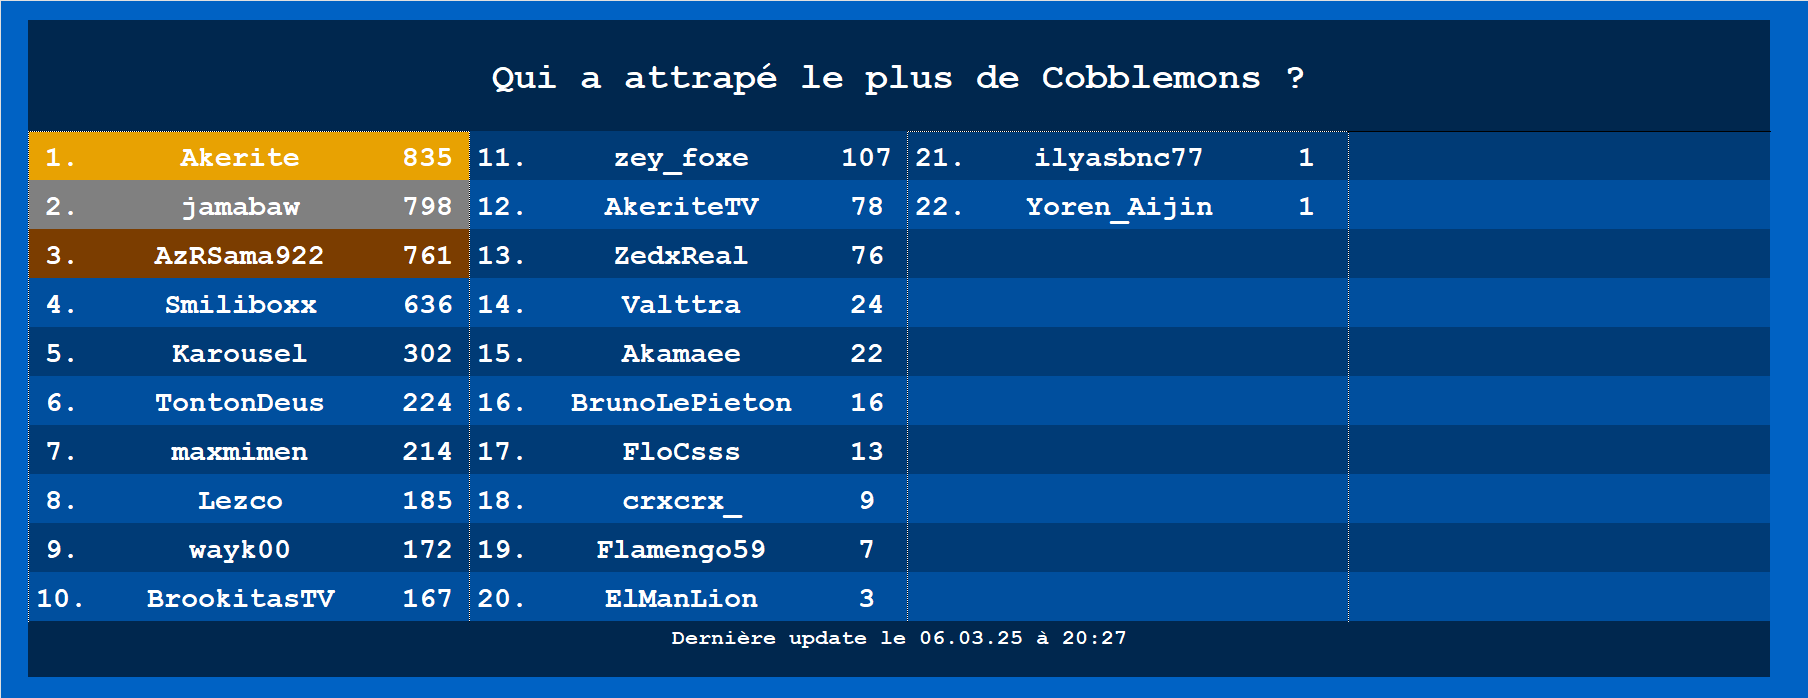 Qui a attrapé le plus de Cobblemons ?
1. Akerite 835
2. jamabaw 798
3. AzRSama922 761
4. Smiliboxx 636
5. Karousel 302
6. TontonDeus 224
7. maxmimen 214
8. Lezco 185
9. wayk00 172
10. BrookitasTV 167
11. zey_foxe 107
12. AkeriteTV 78
13. ZedxReal 76
14. Valttra 24
15. Akamaee 22
16. BrunoLePieton 16
17. FloCsss 13
18. crxcrx_ 9
19. Flamengo59 7
20. ElManLion 3
21. ilyasbnc77 1
22. Yoren_Aijin 1
Dernière update le 06.03.25 à 20:27